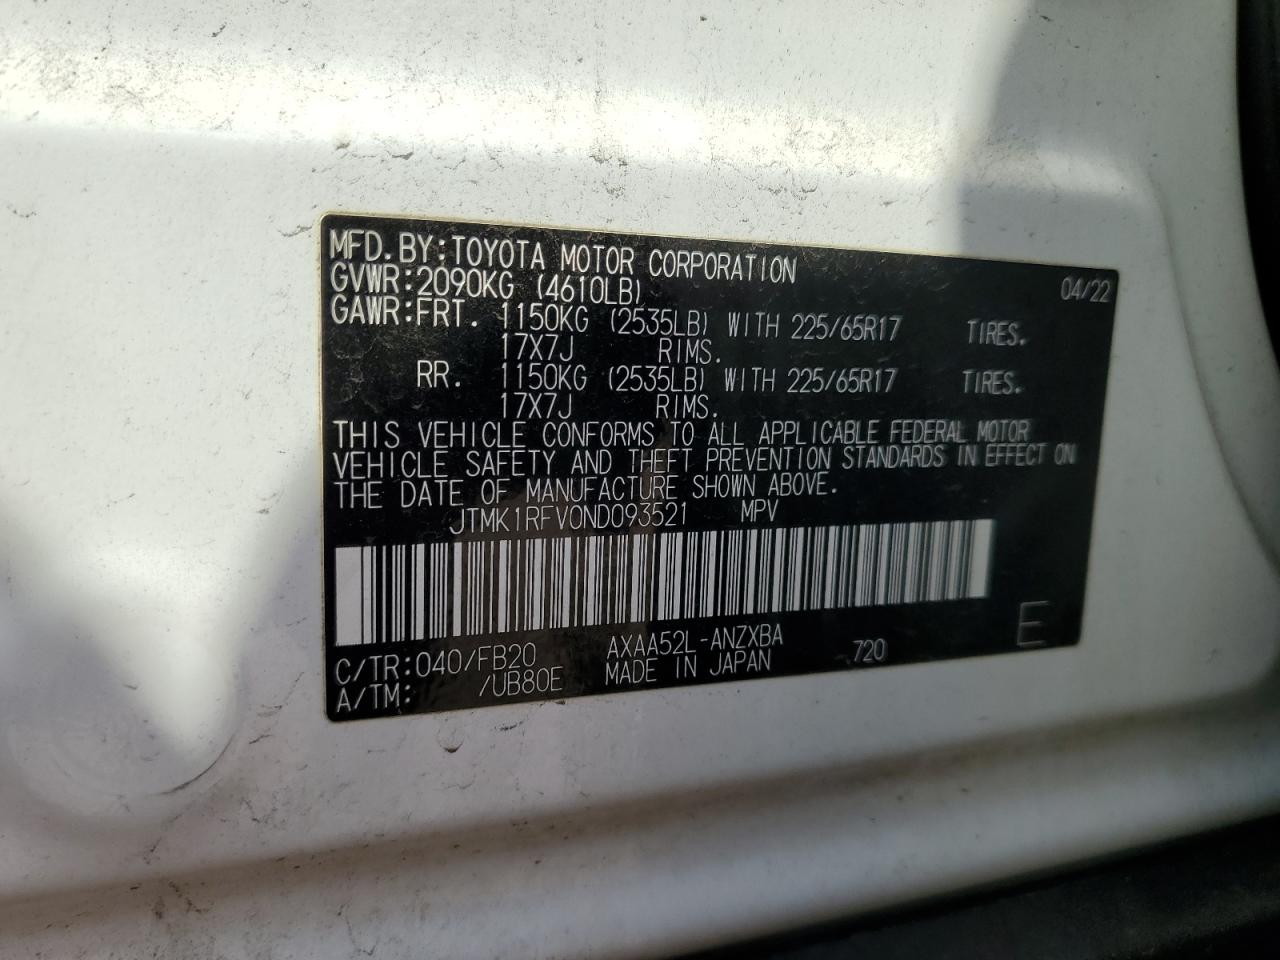 MFD. BY: TOYOTA MOTOR CORPORATION 04/22
GVWR: 2090KG (4610LB)
GAWR: FRT. 1150KG (2535LB) WITH 225/65R17 TIRES.
17X7J RIMS.
RR. 1150KG (2535LB) WITH 225/65R17 TIRES.
17X7J RIMS.
THIS VEHICLE CONFORMS TO ALL APPLICABLE FEDERAL MOTOR
VEHICLE SAFETY AND THEFT PREVENTION STANDARDS IN EFFECT ON
THE DATE OF MANUFACTURE SHOWN ABOVE.
JTMK1RFV0ND093521 MPV
C/TR: 040/FB20 AXAA52L-ANZXBA 720 E
A/TM: /UB80E MADE IN JAPAN